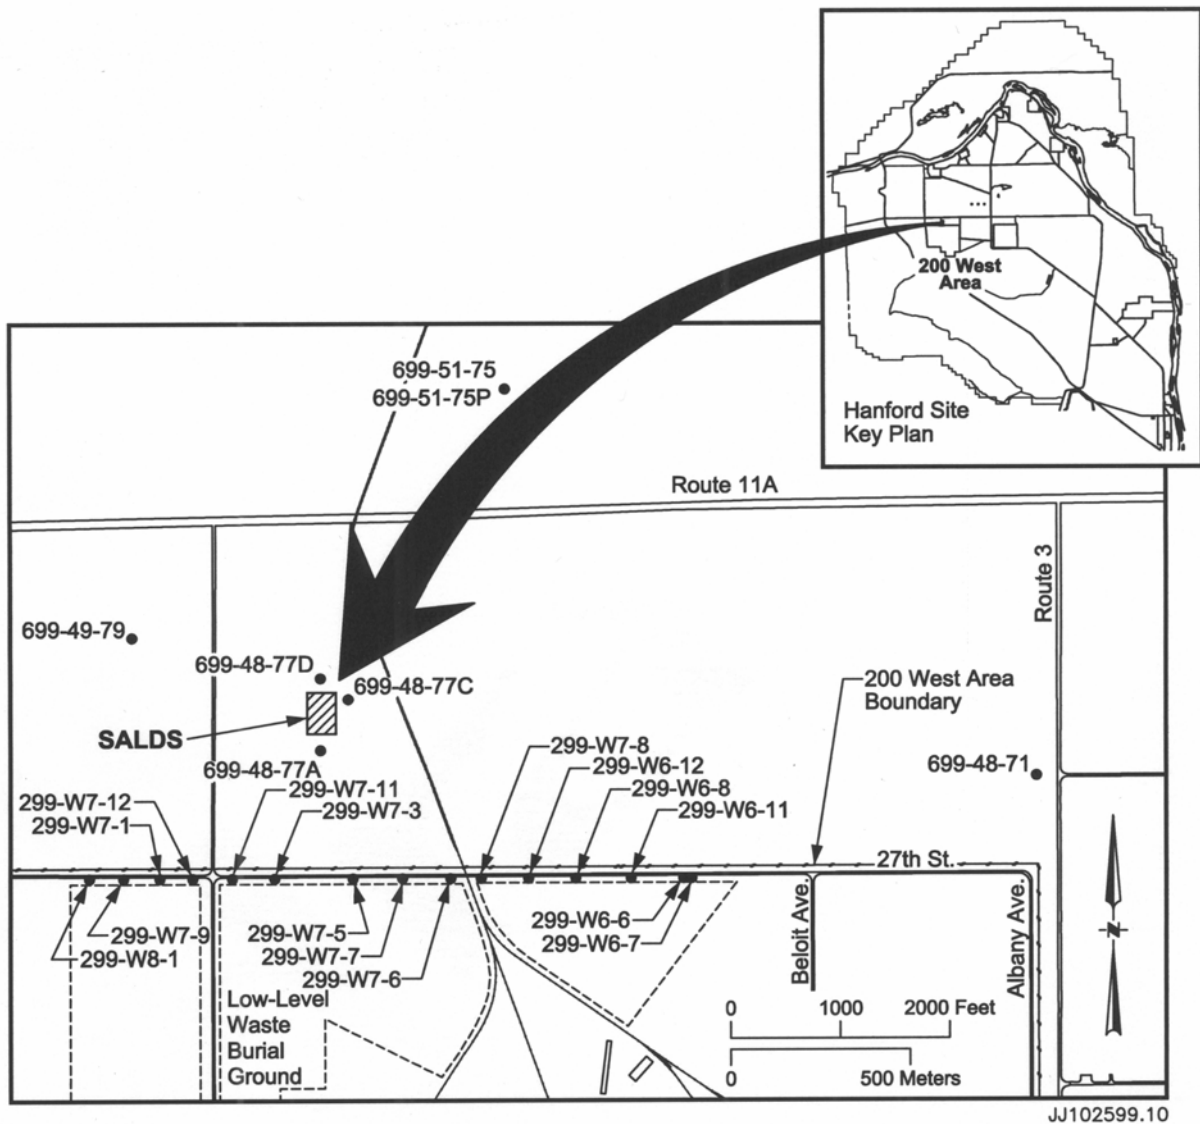 200 West
Area
Hanford Site
Key Plan
699-51-75
699-51-75P
Route 11A
Route 3
699-49-79
699-48-77D
699-48-77C
SALDS
699-48-77A
200 West Area
Boundary
699-48-71
299-W7-8
299-W6-12
299-W6-8
299-W6-11
299-W7-11
299-W7-3
299-W7-12
299-W7-1
27th St.
299-W7-9
299-W8-1
299-W7-5
299-W7-7
299-W7-6
299-W6-6
299-W6-7
Beloit Ave.
Albany Ave.
N
Low-Level
Waste
Burial
Ground
0 1000 2000 Feet
0 500 Meters
JJ102599.10